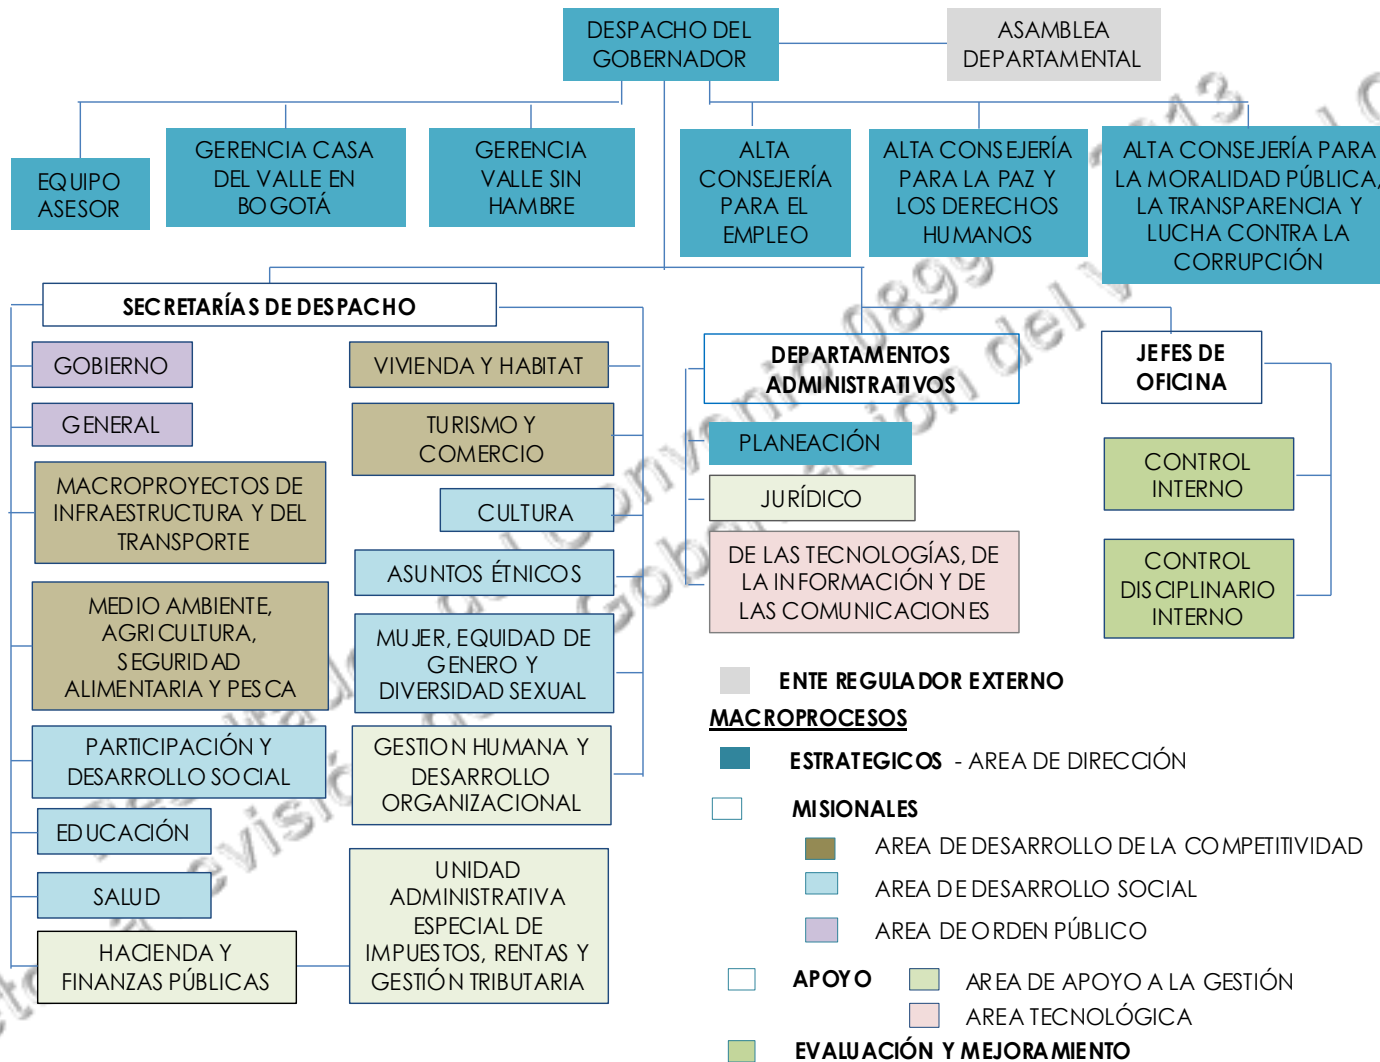 DESPACHO DEL
GOBERNADOR
ASAMBLEA
DEPARTAMENTAL
EQUIPO
ASESOR
GERENCIA CASA
DEL VALLE EN
BOGOTÁ
GERENCIA
VALLE SIN
HAMBRE
ALTA
CONSEJERÍA
PARA EL
EMPLEO
ALTA CONSEJERÍA
PARA LA PAZ Y
LOS DERECHOS
HUMANOS
ALTA CONSEJERÍA PARA
LA MORALIDAD PÚBLICA,
LA TRANSPARENCIA Y
LUCHA CONTRA LA
CORRUPCIÓN
SECRETARÍAS DE DESPACHO
GOBIERNO
GENERAL
MACROPROYECTOS DE
INFRAESTRUCTURA Y DEL
TRANSPORTE
MEDIO AMBIENTE,
AGRICULTURA,
SEGURIDAD
ALIMENTARIA Y PESCA
PARTICIPACIÓN Y
DESARROLLO SOCIAL
EDUCACIÓN
SALUD
HACIENDA Y
FINANZAS PÚBLICAS
VIVIENDA Y HABITAT
TURISMO Y
COMERCIO
CULTURA
ASUNTOS ÉTNICOS
MUJER, EQUIDAD DE
GENERO Y
DIVERSIDAD SEXUAL
GESTION HUMANA Y
DESARROLLO
ORGANIZACIONAL
UNIDAD
ADMINISTRATIVA
ESPECIAL DE
IMPUESTOS, RENTAS Y
GESTIÓN TRIBUTARIA
DEPARTAMENTOS
ADMINISTRATIVOS
PLANEACIÓN
JURÍDICO
DE LAS TECNOLOGÍAS, DE
LA INFORMACIÓN Y DE
LAS COMUNICACIONES
JEFES DE
OFICINA
CONTROL
INTERNO
CONTROL
DISCIPLINARIO
INTERNO
ENTE REGULADOR EXTERNO
MACROPROCESOS
ESTRATEGICOS - AREA DE DIRECCIÓN
MISIONALES
AREA DE DESARROLLO DE LA COMPETITIVIDAD
AREA DE DESARROLLO SOCIAL
AREA DE ORDEN PÚBLICO
APOYO
AREA DE APOYO A LA GESTIÓN
AREA TECNOLÓGICA
EVALUACIÓN Y MEJORAMIENTO